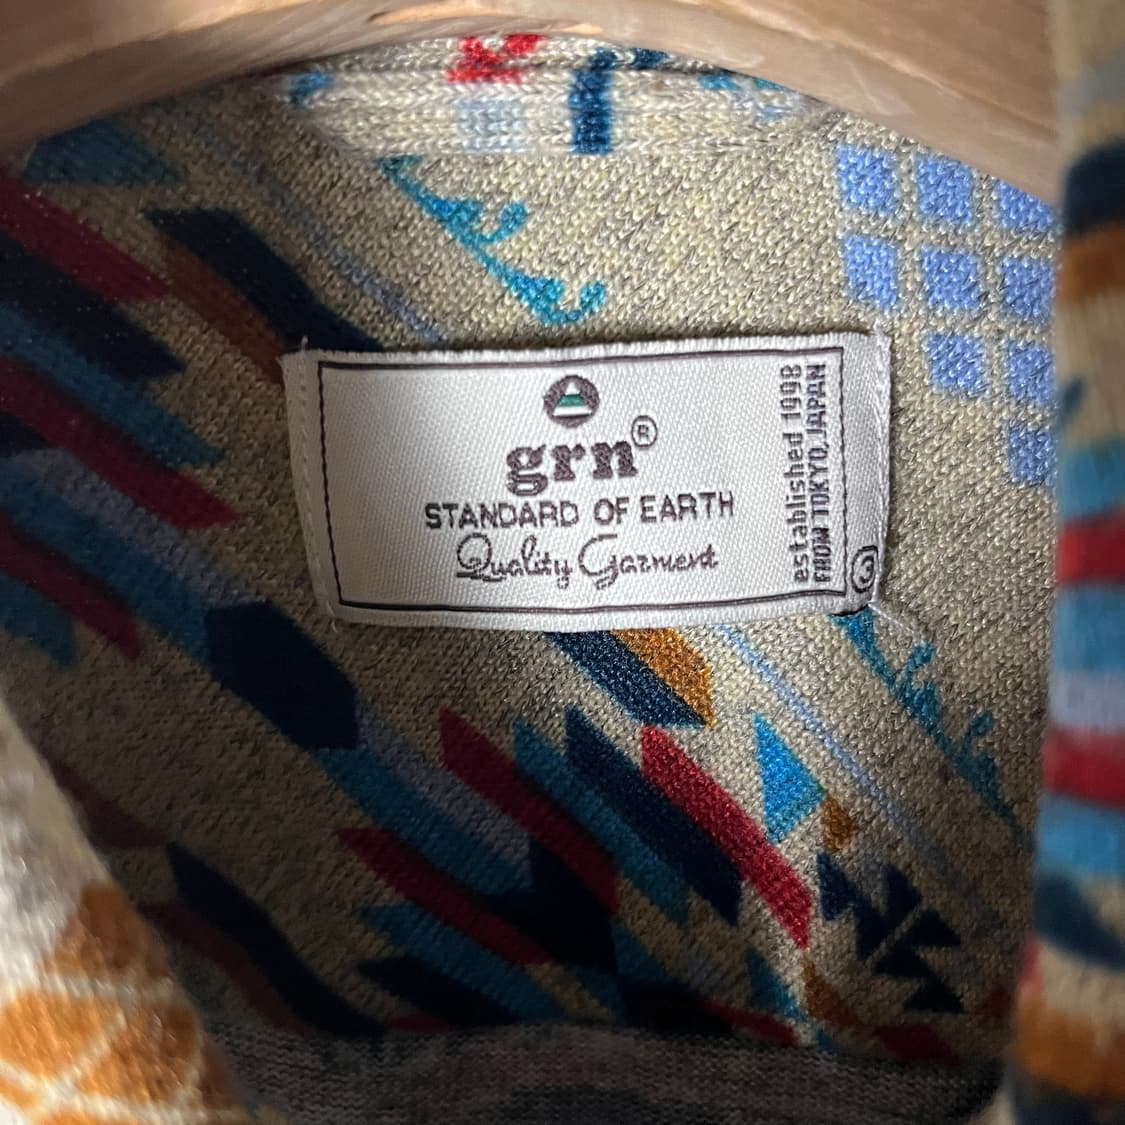 grn®
STANDARD OF EARTH
Quality Garment
established 1998
FROM TOKYO,JAPAN
3